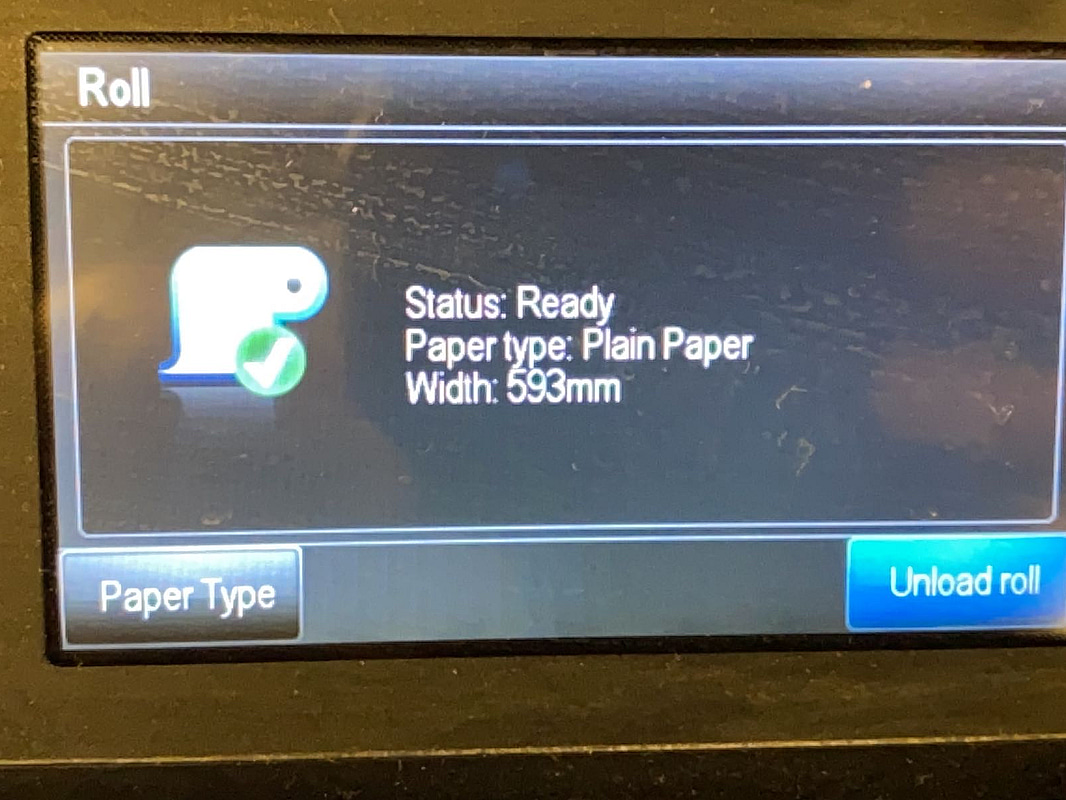 Roll
Status: Ready
Paper type: Plain Paper
Width: 593mm
Paper Type
Unload roll